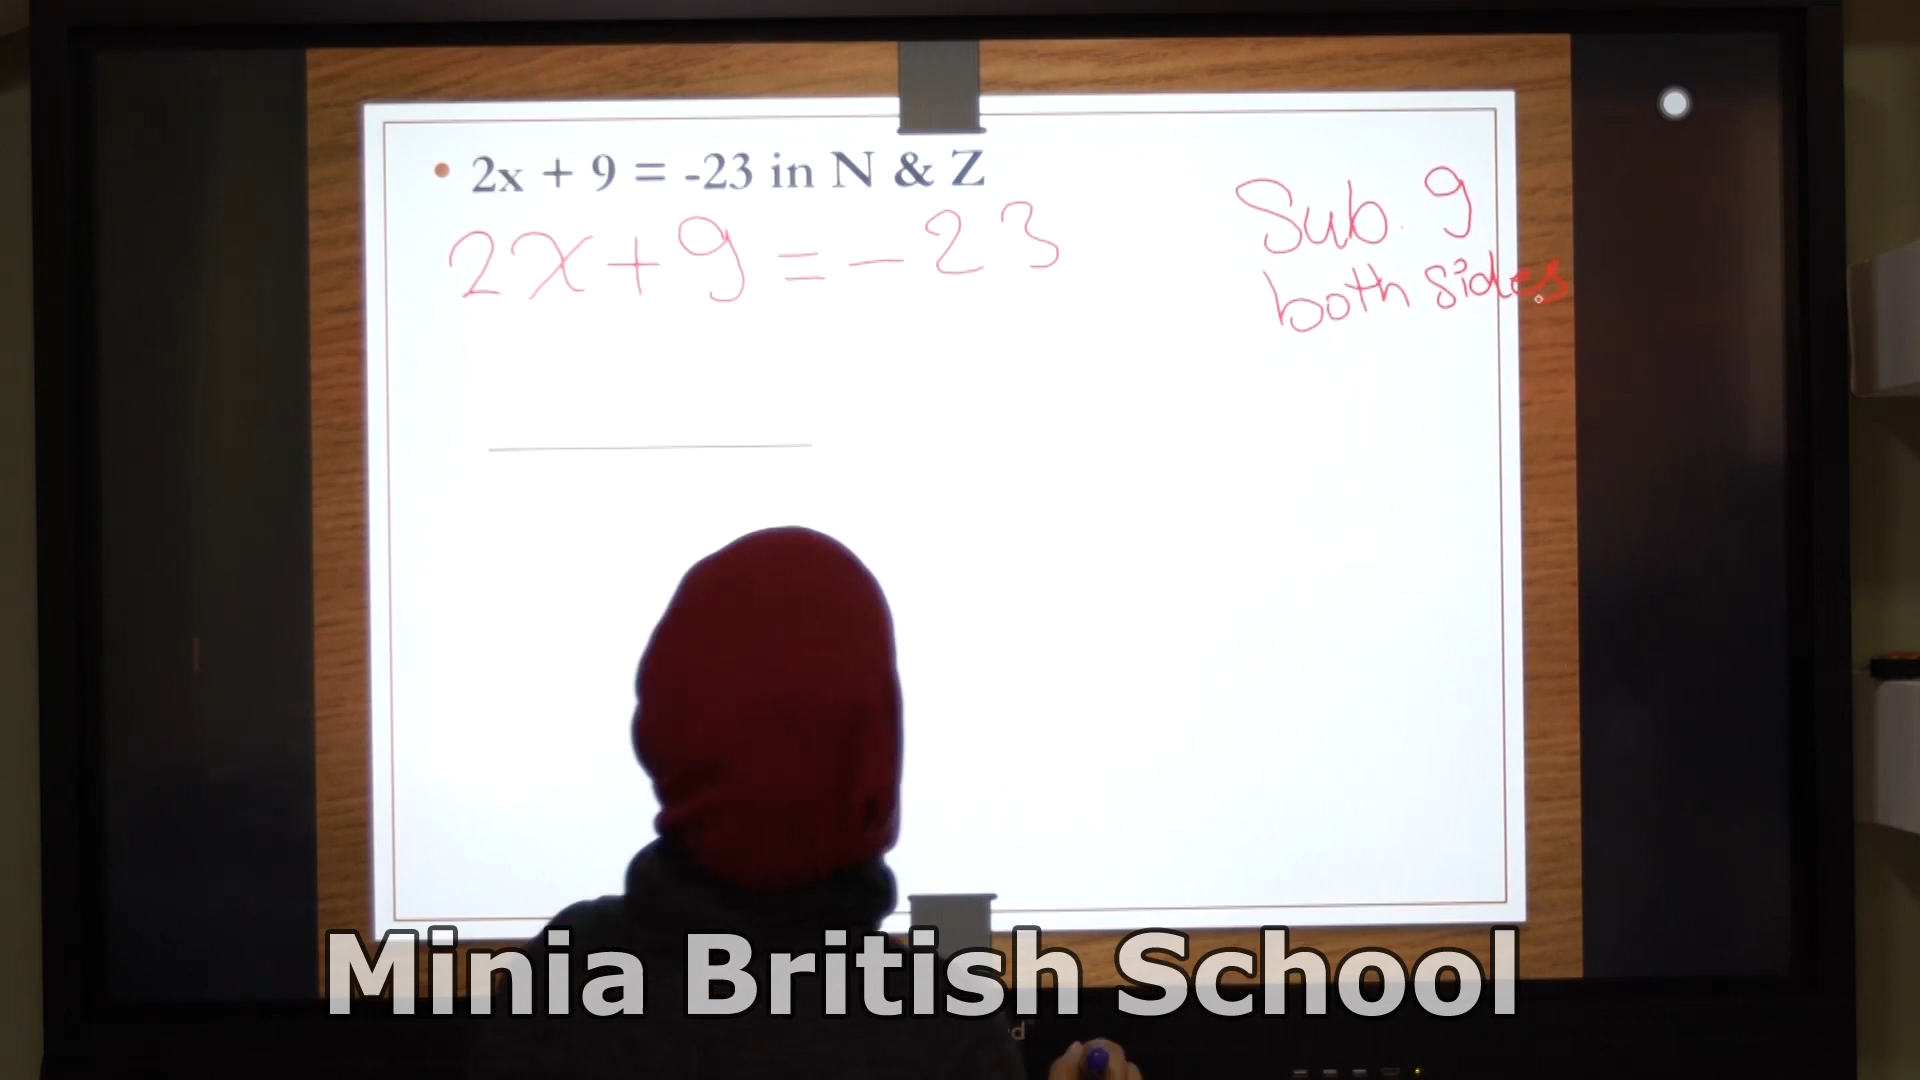 • 2x + 9 = -23 in N & Z
2x+9 = -23
Sub. 9
both sides
Minia British School